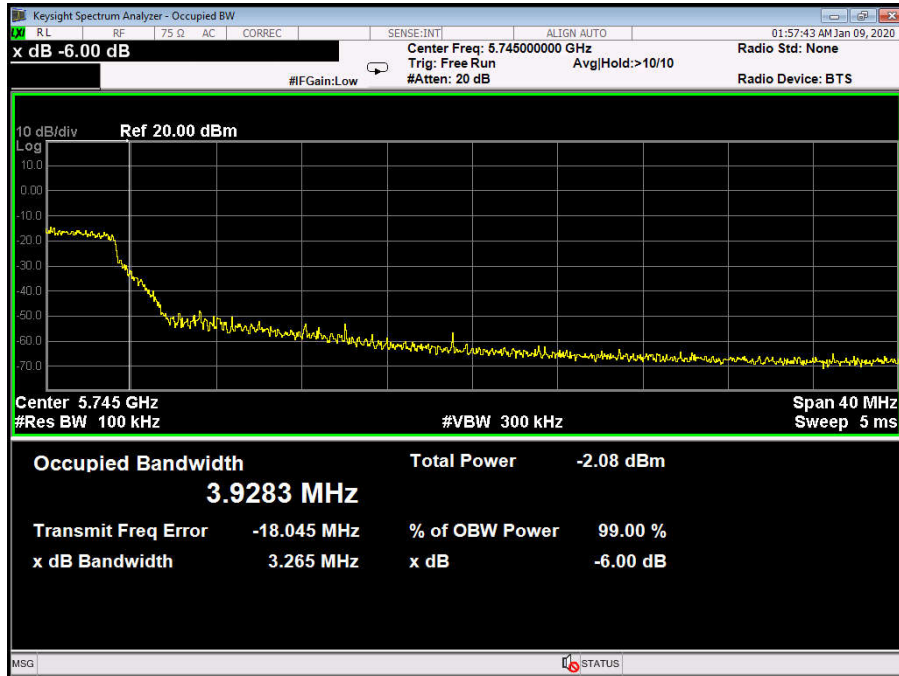 Keysight Spectrum Analyzer - Occupied BW
LXI RL RF 75 Ω AC CORREC SENSE:INT ALIGN AUTO 01:57:43 AM Jan 09, 2020
x dB -6.00 dB
Center Freq: 5.745000000 GHz
Radio Std: None
Trig: Free Run Avg|Hold:>10/10
#IFGain:Low
#Atten: 20 dB
Radio Device: BTS
10 dB/div Ref 20.00 dBm
Log
10.0
0.00
-10.0
-20.0
-30.0
-40.0
-50.0
-60.0
-70.0
Center 5.745 GHz Span 40 MHz
#Res BW 100 kHz #VBW 300 kHz Sweep 5 ms
Occupied Bandwidth Total Power -2.08 dBm
3.9283 MHz
Transmit Freq Error -18.045 MHz % of OBW Power 99.00 %
x dB Bandwidth 3.265 MHz x dB -6.00 dB
MSG STATUS